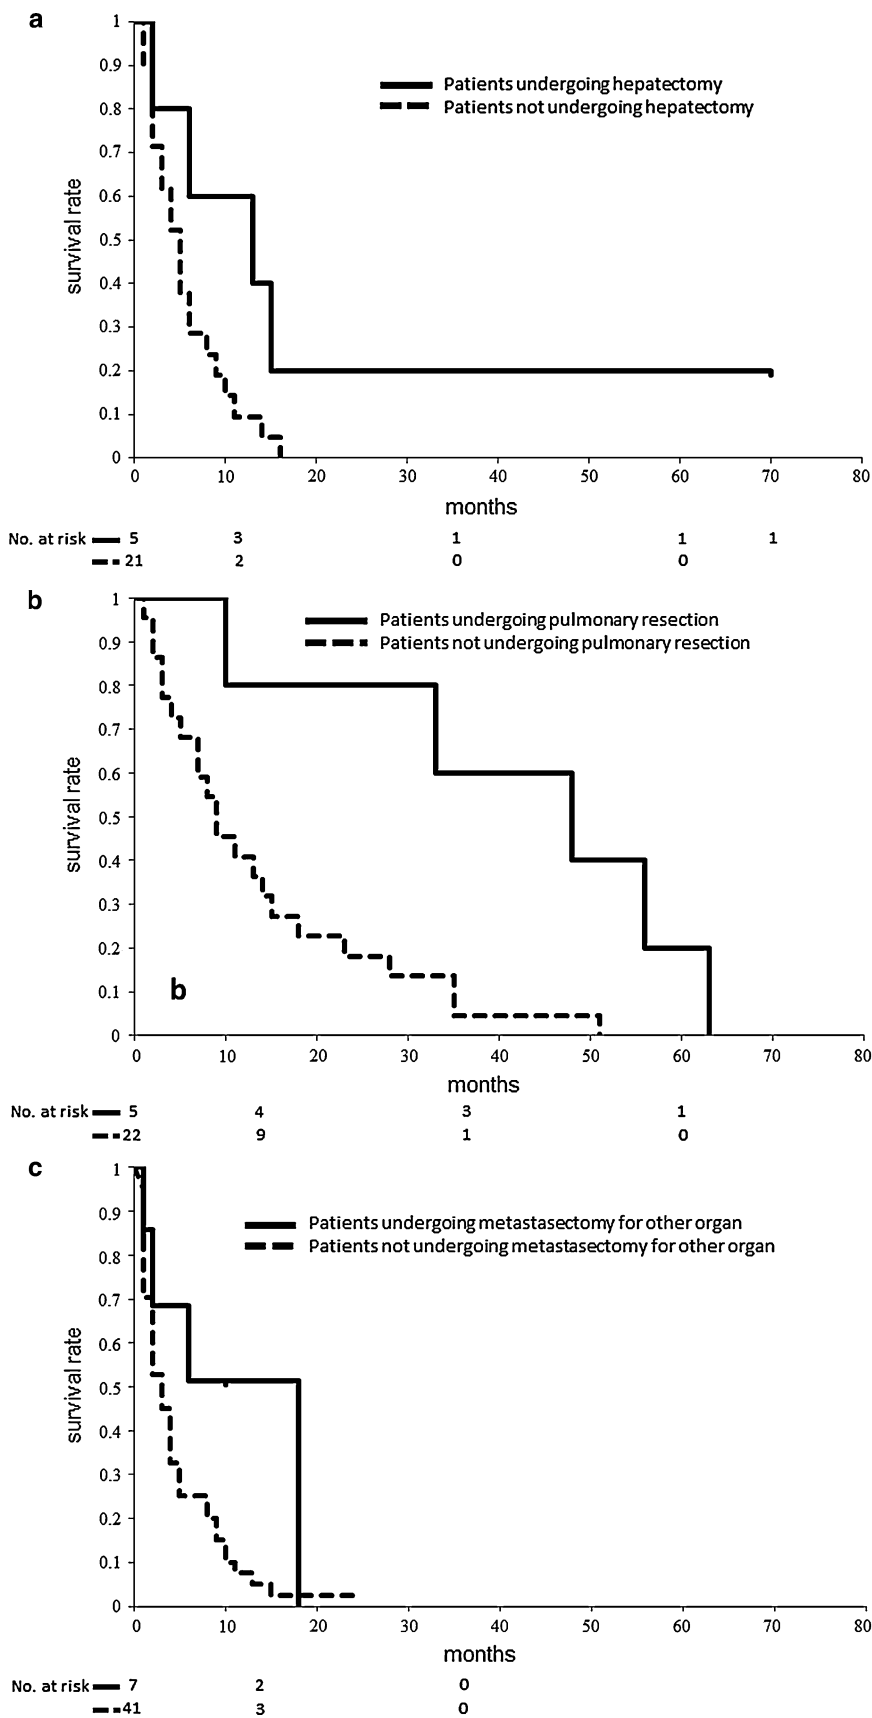 a
1
0.9
Patients undergoing hepatectomy
Patients not undergoing hepatectomy
0.8
0.7
0.6
survival rate
0.5
0.4
0.3
0.2
0.1
0
0 10 20 30 40 50 60 70 80
months
No. at risk 5 3 1 1 1
21 2 0 0
b
1
Patients undergoing pulmonary resection
Patients not undergoing pulmonary resection
0.9
0.8
0.7
0.6
survival rate
0.5
0.4
0.3
0.2
0.1
b
0
0 10 20 30 40 50 60 70 80
months
No. at risk 5 4 3 1
22 9 1 0
c
1
0.9
Patients undergoing metastasectomy for other organ
Patients not undergoing metastasectomy for other organ
0.8
0.7
0.6
survival rate
0.5
0.4
0.3
0.2
0.1
0
0 10 20 30 40 50 60 70 80
months
No. at risk 7 2 0
41 3 0